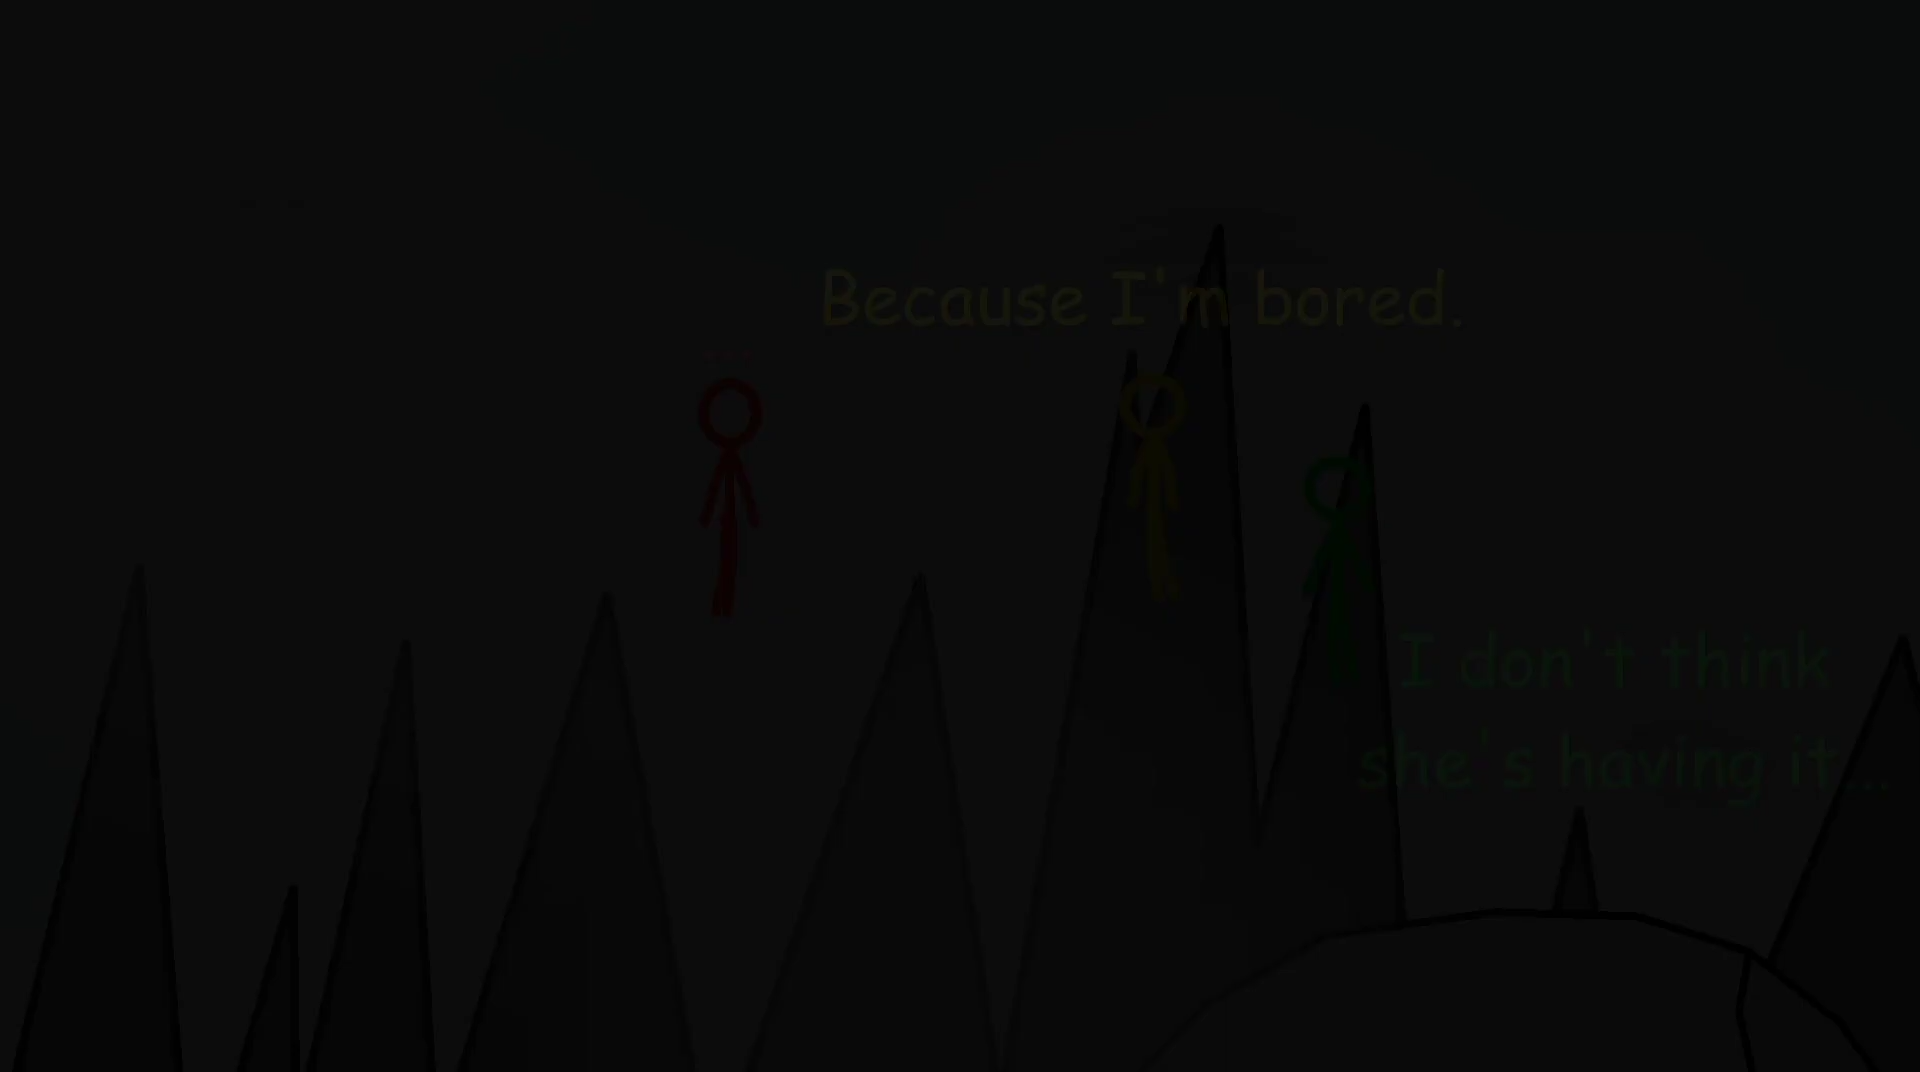 Because I'm bored.
...
I don't think
she's having it...